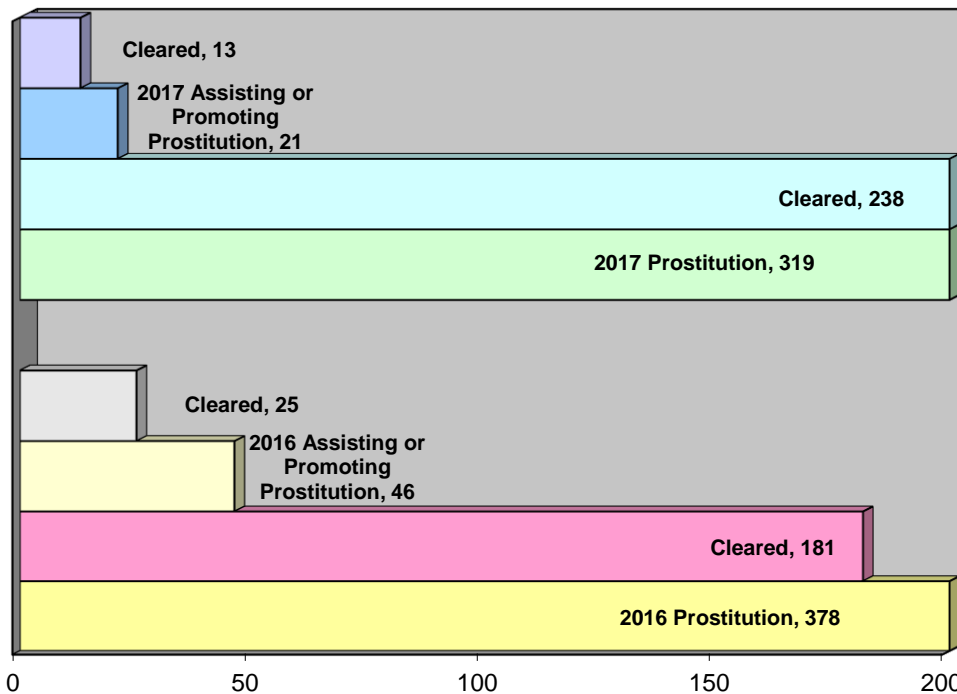 Cleared, 13
2017 Assisting or
Promoting
Prostitution, 21
Cleared, 238
2017 Prostitution, 319
Cleared, 25
2016 Assisting or
Promoting
Prostitution, 46
Cleared, 181
2016 Prostitution, 378
0 50 100 150 200